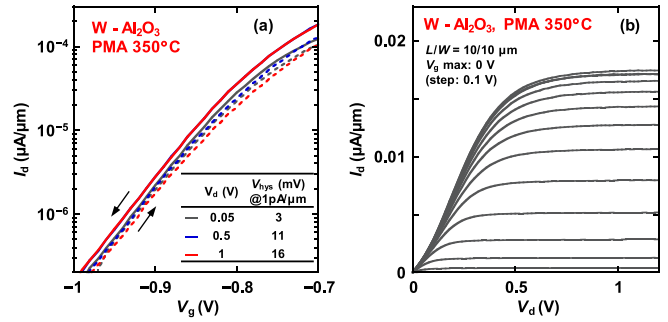 (a)
W - Al2O3
PMA 350°C
10⁻⁴
10⁻⁵
10⁻⁶
Id (µA/µm)
Vd (V) Vhys (mV) @1pA/µm
0.05 3
0.5 11
1 16
−1 −0.9 −0.8 −0.7
Vg (V)
W - Al2O3, PMA 350°C
(b)
L/W = 10/10 µm
Vg max: 0 V
(step: 0.1 V)
0.02
0.01
0
Id (µA/µm)
0 0.5 1
Vd (V)